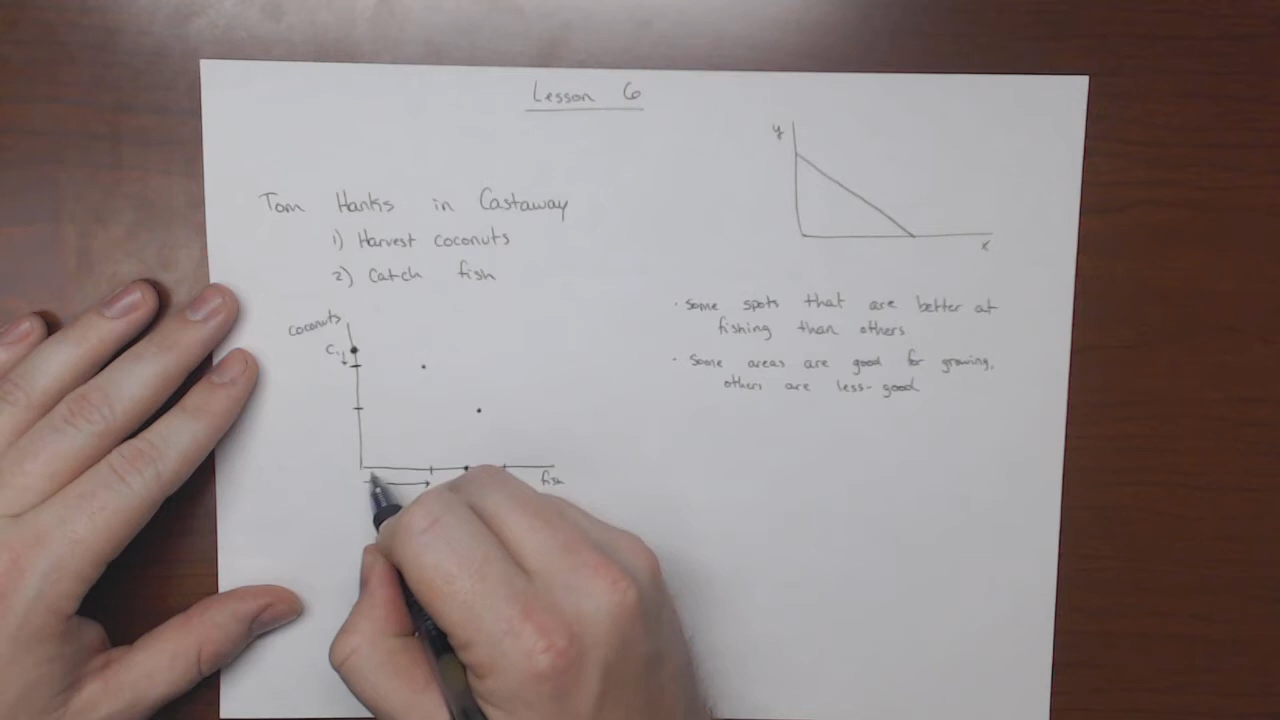 Lesson 6
y
x
Tom Hanks in Castaway
1) Harvest coconuts
2) Catch fish
coconuts
C1
fish
· Some spots that are better at
fishing than others
· Some areas are good for growing,
others are less-good